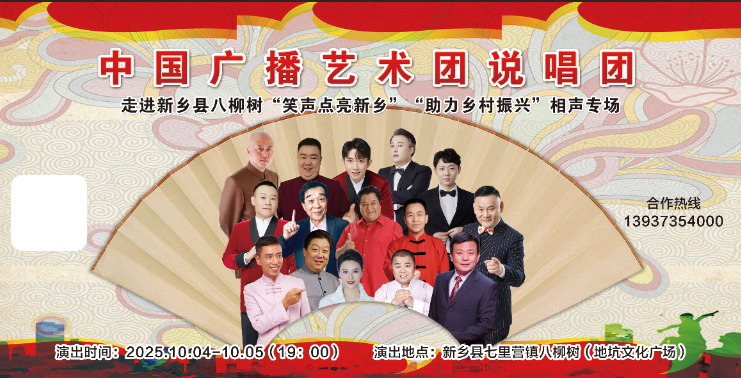 中国广播艺术团说唱团
走进新乡县八柳树“笑声点亮新乡”“助力乡村振兴”相声专场
合作热线
13937354000
演出时间：2025.10.04-10.05（19：00） 演出地点：新乡县七里营镇八柳树（地坑文化广场）